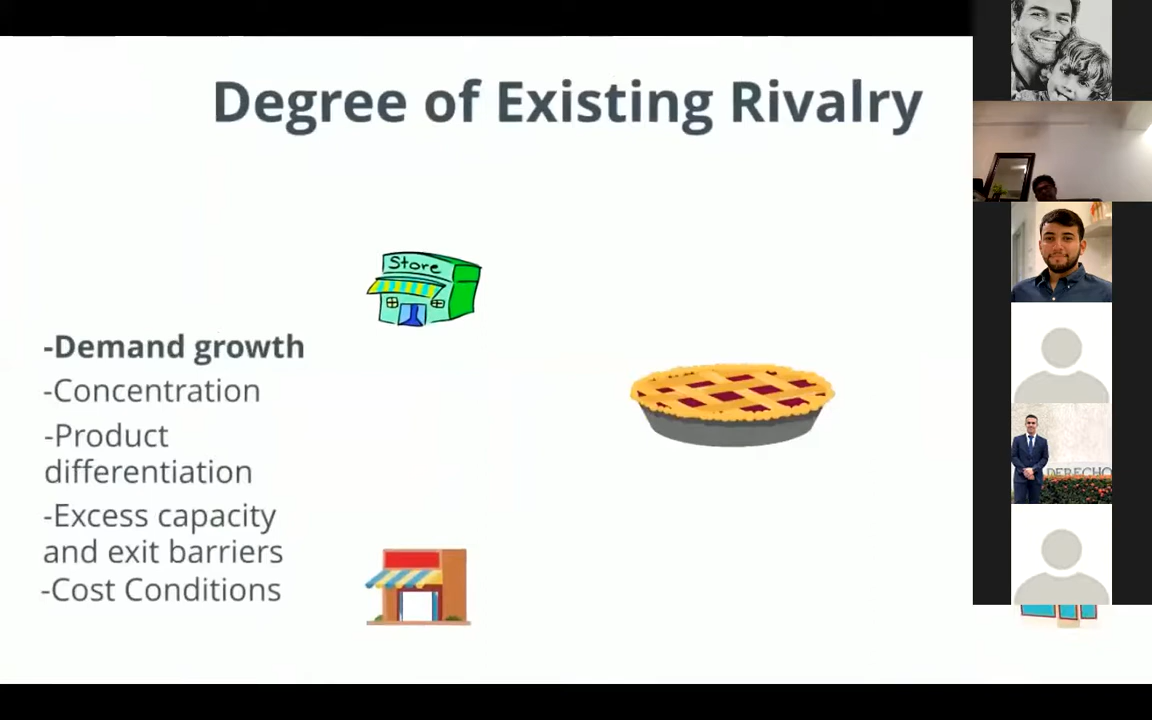 Degree of Existing Rivalry
Store
-Demand growth
-Concentration
-Product
differentiation
-Excess capacity
and exit barriers
-Cost Conditions
DERECHO